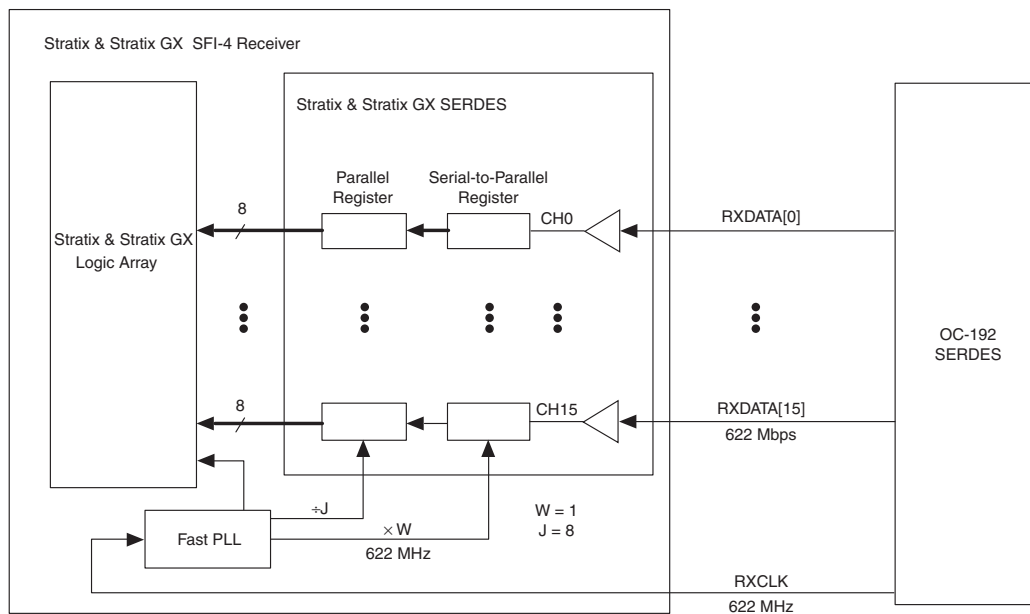 Stratix & Stratix GX SFI-4 Receiver
Stratix & Stratix GX SERDES
Parallel
Register
Serial-to-Parallel
Register
8
CH0
RXDATA[0]
Stratix & Stratix GX
Logic Array
OC-192
SERDES
8
CH15
RXDATA[15]
622 Mbps
÷J
W = 1
J = 8
Fast PLL
× W
622 MHz
RXCLK
622 MHz